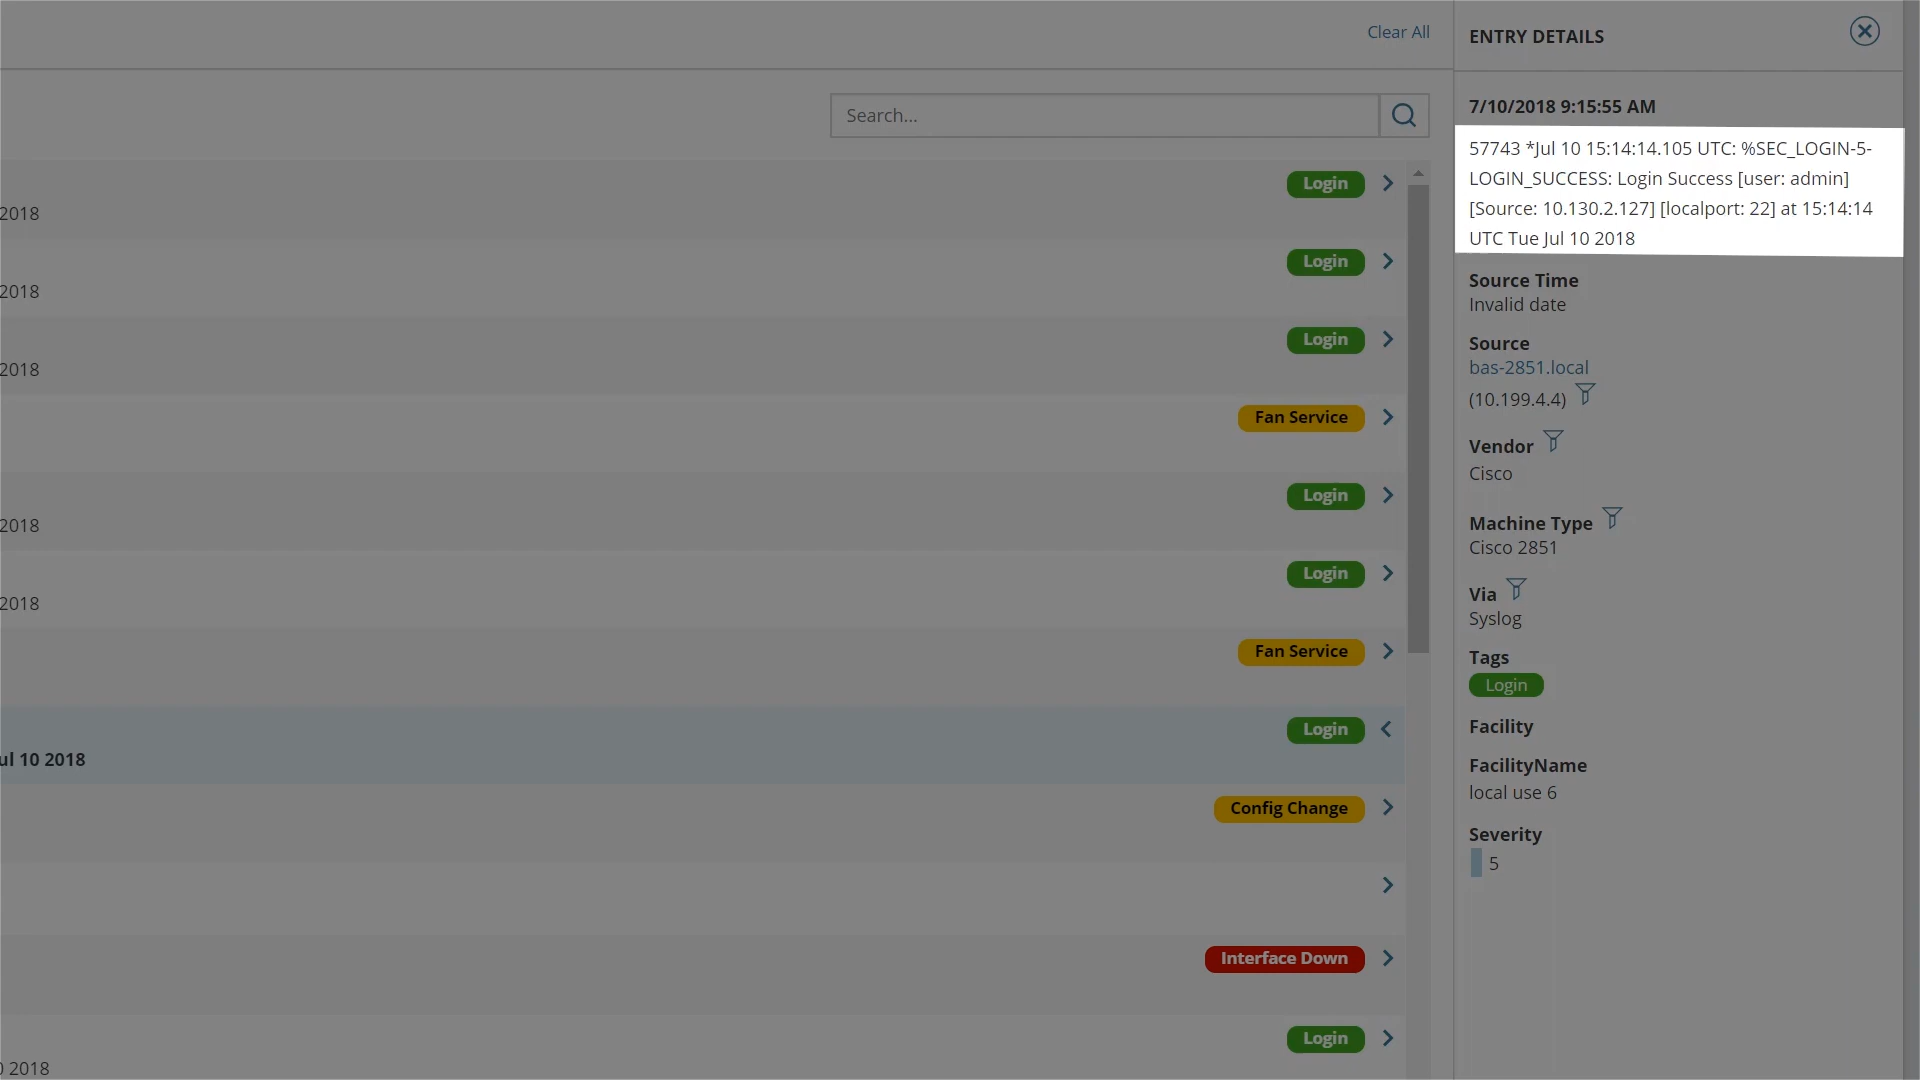 Clear All
ENTRY DETAILS
Search...
7/10/2018 9:15:55 AM
57743 *Jul 10 15:14:14.105 UTC: %SEC_LOGIN-5-
LOGIN_SUCCESS: Login Success [user: admin]
[Source: 10.130.2.127] [localport: 22] at 15:14:14
UTC Tue Jul 10 2018
Login
2018
Login
2018
Login
2018
Fan Service
Login
2018
Login
2018
Fan Service
Login
ul 10 2018
Config Change
Interface Down
Login
0 2018
Source Time
Invalid date
Source
bas-2851.local
(10.199.4.4)
Vendor
Cisco
Machine Type
Cisco 2851
Via
Syslog
Tags
Login
Facility
FacilityName
local use 6
Severity
5